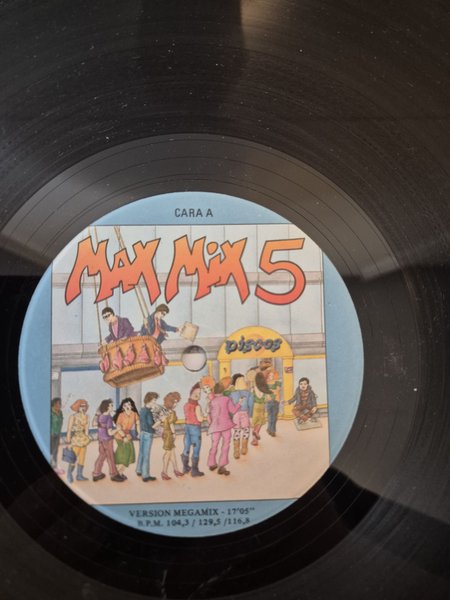 CARA A
MAX MIX 5
DISCOS
VERSION MEGAMIX - 17'05"
B.P.M. 104,3 / 129,5 / 116,8